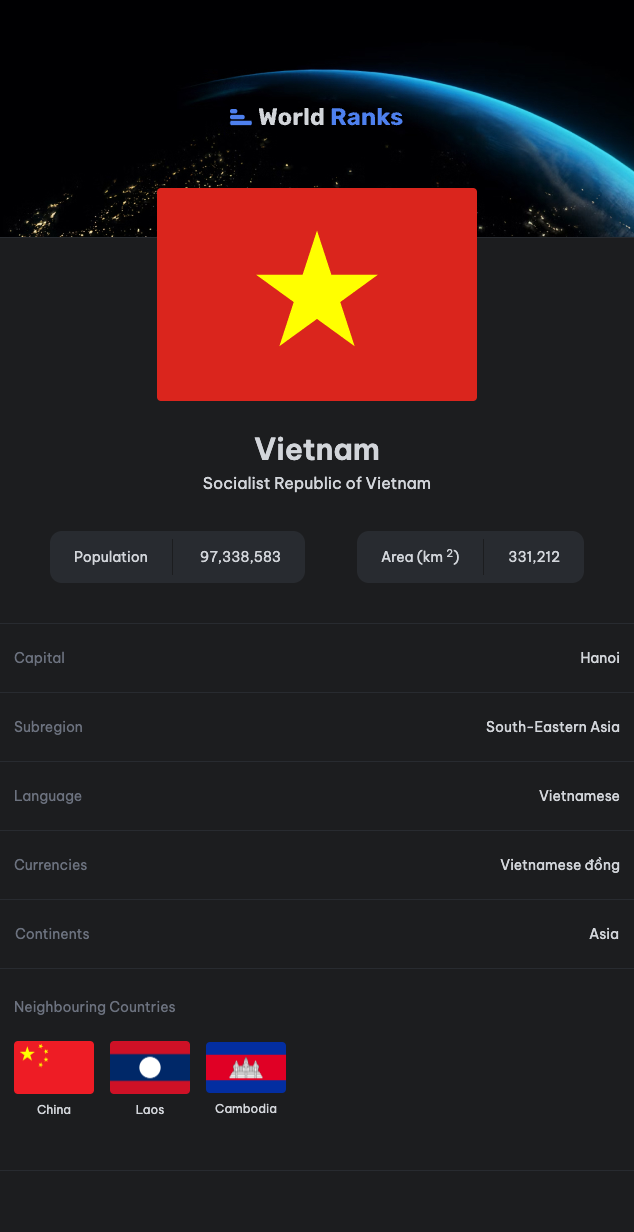 World Ranks
Vietnam
Socialist Republic of Vietnam
Population 97,338,583 Area (km ²) 331,212
Capital Hanoi
Subregion South-Eastern Asia
Language Vietnamese
Currencies Vietnamese đồng
Continents Asia
Neighbouring Countries
China Laos Cambodia